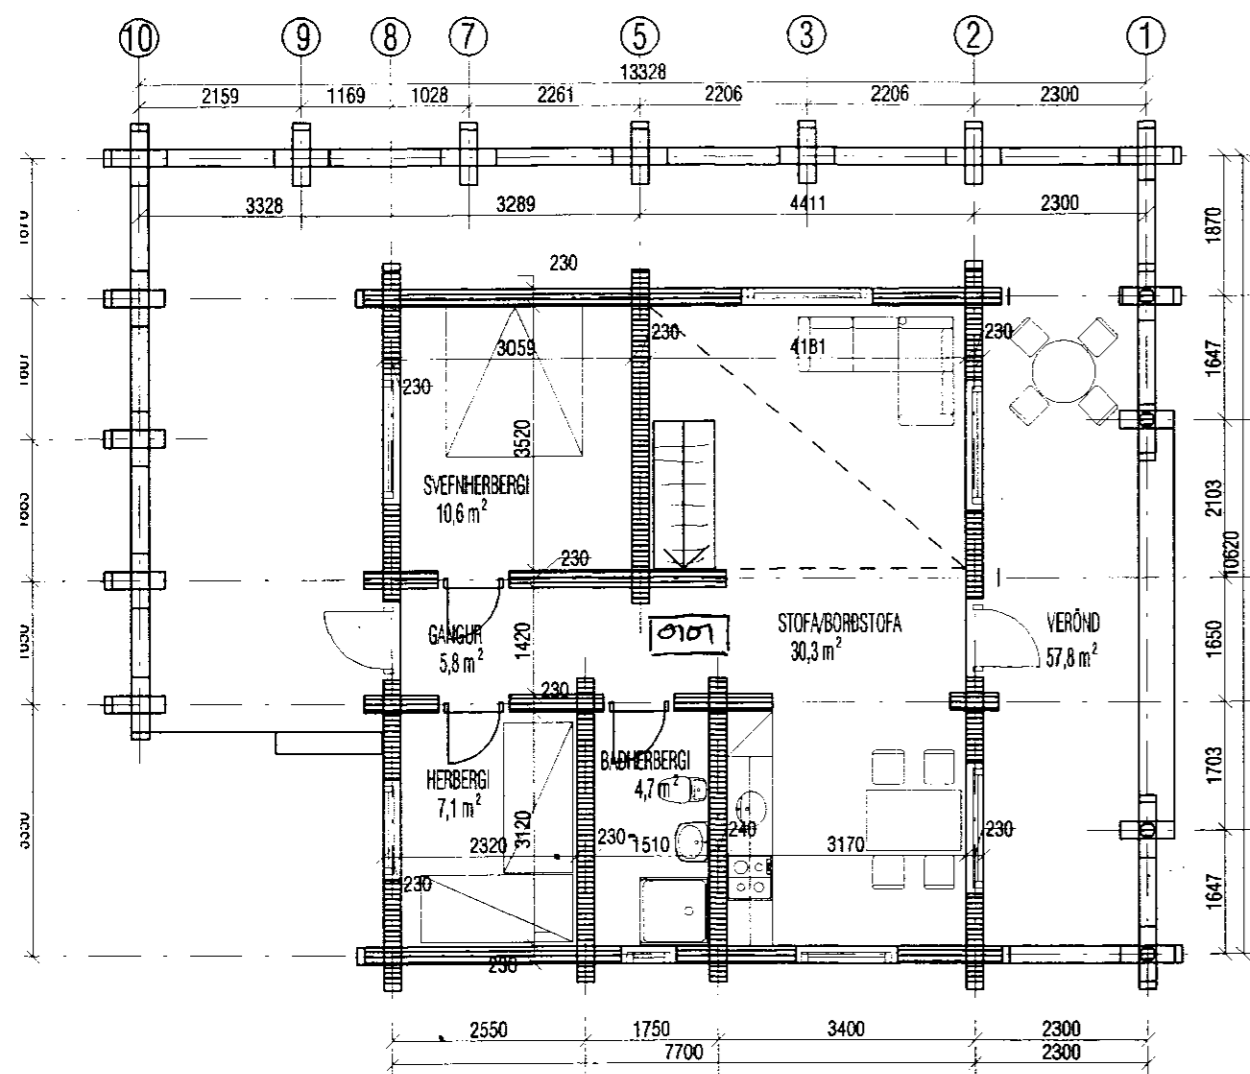 10 9 8 7 5 3 2 1
13328
2159 1169 1028 2261 2206 2206 2300
3328 3289 4411 2300
1870
1870
230
3059
230
4181
230
230
1647
3520
SVEFNHERBERGI
10,6 m²
2103
10620
230
GANGUR
5,8 m²
1420
0101
STOFA/BORÐSTOFA
30,3 m²
VERÖND
57,8 m²
1650
1650
230
HERBERGI
7,1 m²
BAÐHERBERGI
4,7 m²
1703
3120
2320
230
1510
240
3170
230
230
1647
230
2550 1750 3400 2300
7700 2300